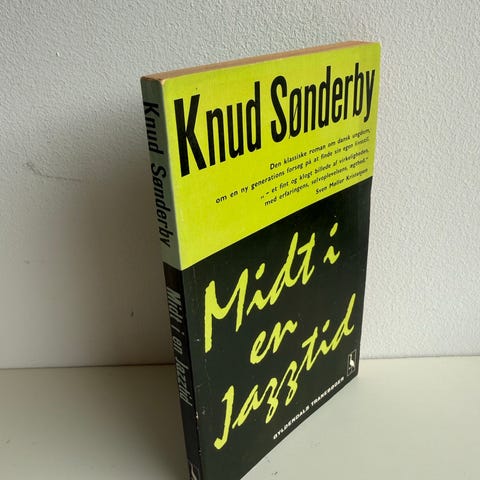 Knud Sønderby
Midt i en Jazztid
Knud Sønderby
Den klassiske roman om dansk ungdom,
om en ny generations forsøg på at finde sin egen livsstil.
"– et fint og klogt billede af virkeligheden,
med erfaringens, selvoplevelsens, ægthed."
Sven Møller Kristensen
Midt i
en
Jazztid
GYLDENDALS TRANEBØGER